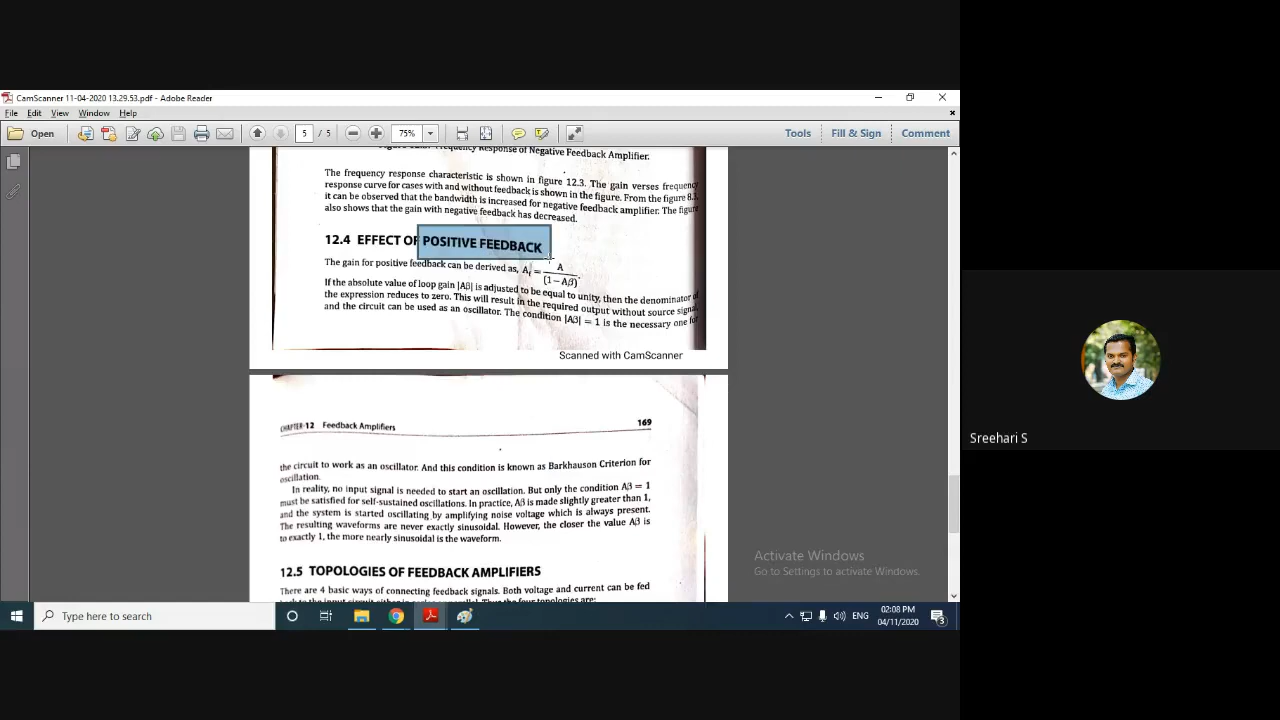 CamScanner 11-04-2020 13.29.53.pdf - Adobe Reader
File Edit View Window Help
Open 5 / 5 75% Tools Fill & Sign Comment
Frequency Response of Negative Feedback Amplifier.
The frequency response characteristic is shown in figure 12.3. The gain verses frequency
response curve for cases with and without feedback is shown in the figure. From the figure 8.3,
it can be observed that the bandwidth is increased for negative feedback amplifier. The figure
also shows that the gain with negative feedback has decreased.
12.4 EFFECT OF POSITIVE FEEDBACK
The gain for positive feedback can be derived as, Af = A / (1 − Aβ).
If the absolute value of loop gain |Aβ| is adjusted to be equal to unity, then the denominator of
the expression reduces to zero. This will result in the required output without source signal,
and the circuit can be used as an oscillator. The condition |Aβ| = 1 is the necessary one for
Scanned with CamScanner
CHAPTER-12 Feedback Amplifiers 169
the circuit to work as an oscillator. And this condition is known as Barkhauson Criterion for
oscillation.
In reality, no input signal is needed to start an oscillation. But only the condition Aβ = 1
must be satisfied for self-sustained oscillations. In practice, Aβ is made slightly greater than 1,
and the system is started oscillating by amplifying noise voltage which is always present.
The resulting waveforms are never exactly sinusoidal. However, the closer the value Aβ is
to exactly 1, the more nearly sinusoidal is the waveform.
12.5 TOPOLOGIES OF FEEDBACK AMPLIFIERS
There are 4 basic ways of connecting feedback signals. Both voltage and current can be fed
Activate Windows
Go to Settings to activate Windows.
Type here to search
ENG
02:08 PM
04/11/2020
3
Sreehari S